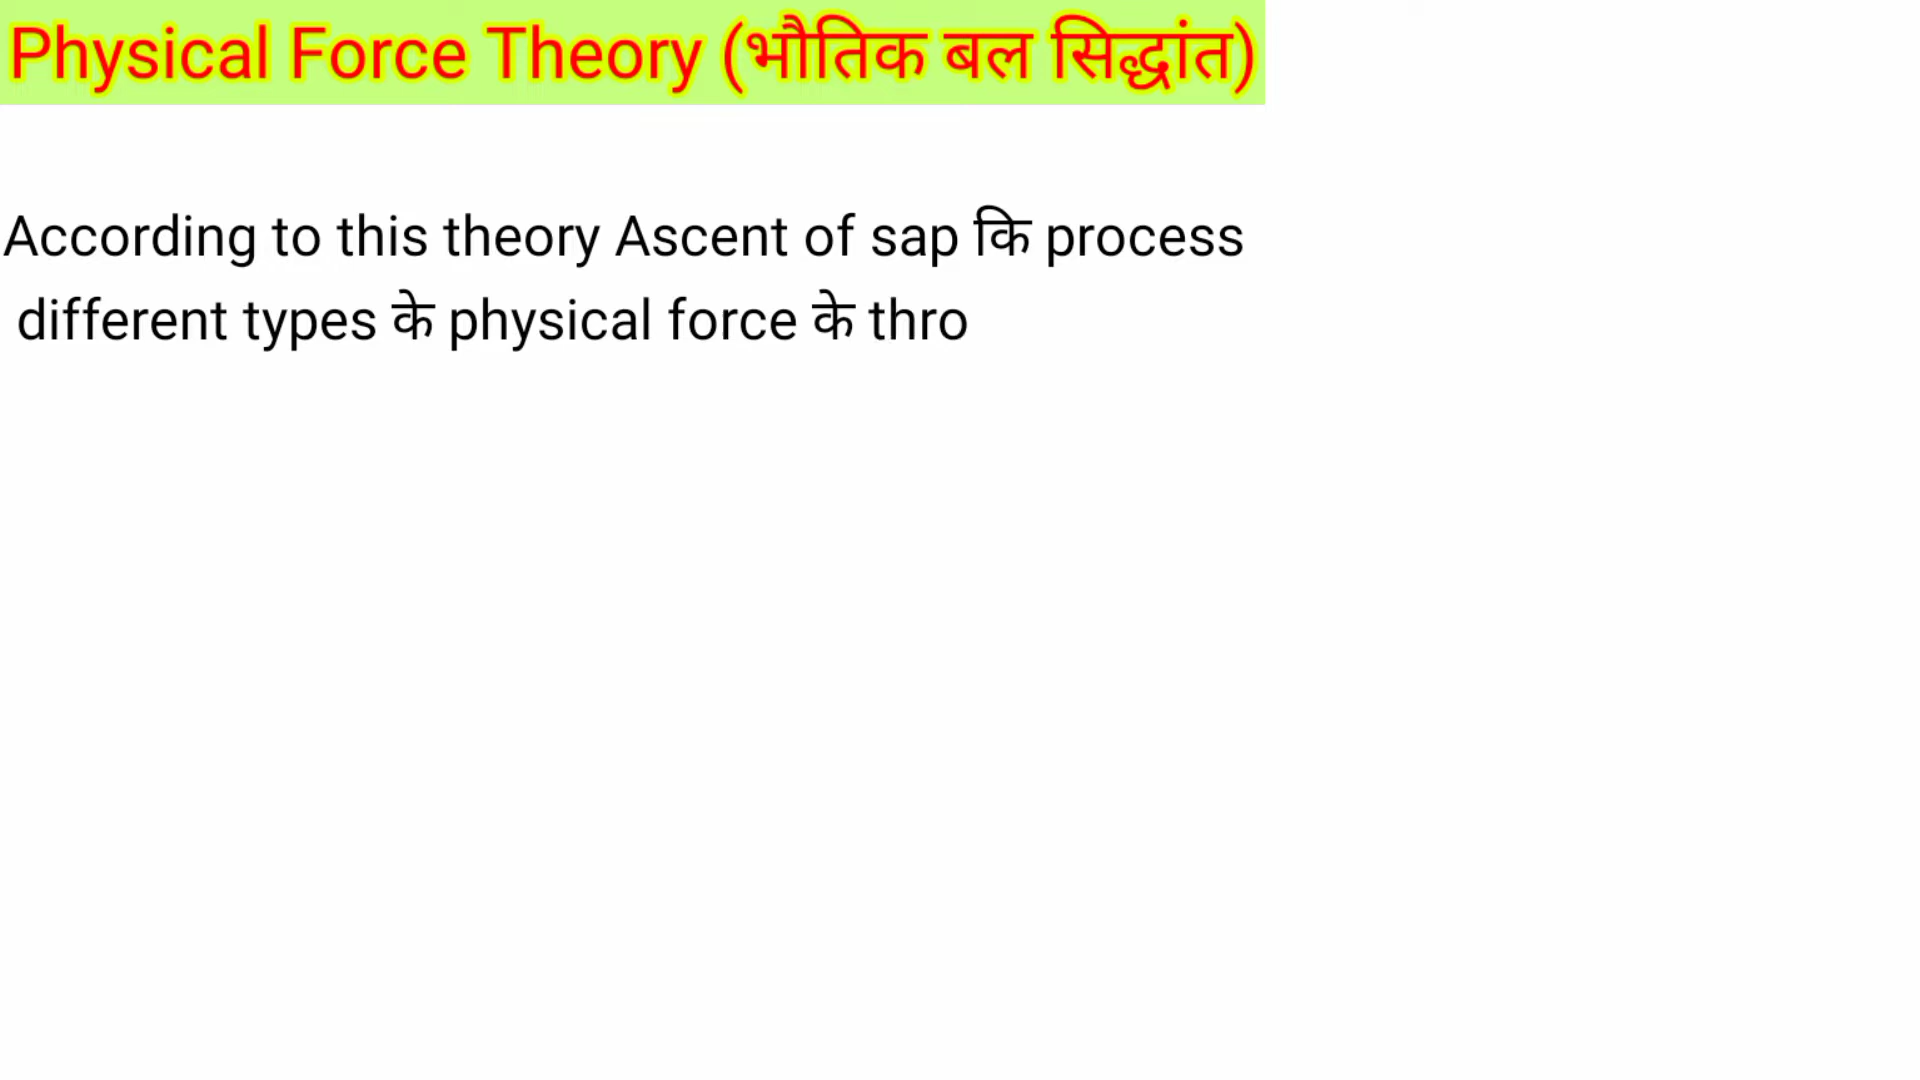 Physical Force Theory (भौतिक बल सिद्धांत)
According to this theory Ascent of sap कि process
different types के physical force के thro